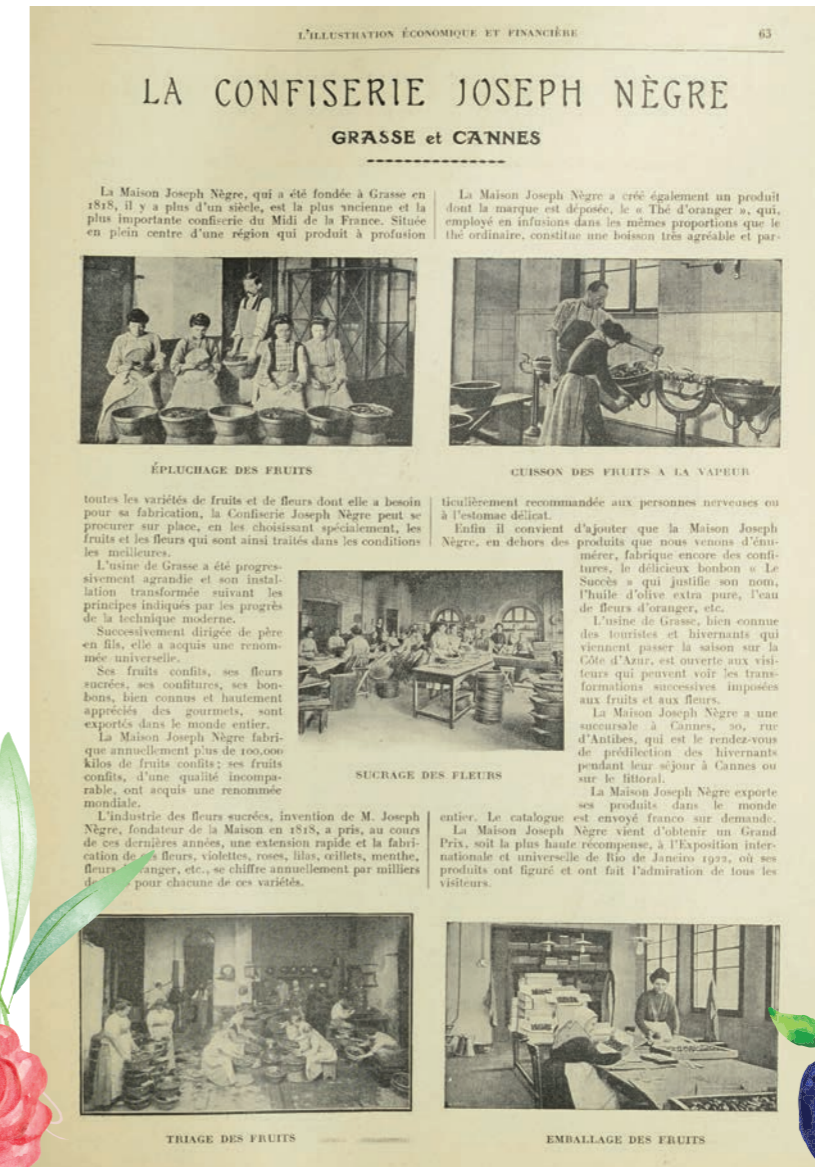 L'ILLUSTRATION ÉCONOMIQUE ET FINANCIÈRE
63
LA CONFISERIE JOSEPH NÈGRE
GRASSE et CANNES
La Maison Joseph Nègre, qui a été fondée à Grasse en
1818, il y a plus d'un siècle, est la plus ancienne et la
plus importante confiserie du Midi de la France. Située
en plein centre d'une région qui produit à profusion
ÉPLUCHAGE DES FRUITS
toutes les variétés de fruits et de fleurs dont elle a besoin
pour sa fabrication, la Confiserie Joseph Nègre peut se
procurer sur place, en les choisissant spécialement, les
fruits et les fleurs qui sont ainsi traités dans les conditions
les meilleures.
L'usine de Grasse a été progres-
sivement agrandie et son instal-
lation transformée suivant les
principes indiqués par les progrès
de la technique moderne.
Successivement dirigée de père
en fils, elle a acquis une renom-
mée universelle.
Ses fruits confits, ses fleurs
sucrées, ses confitures, ses bon-
bons, bien connus et hautement
appréciés des gourmets, sont
exportés dans le monde entier.
La Maison Joseph Nègre fabri-
que annuellement plus de 100.000
kilos de fruits confits; ses fruits
confits, d'une qualité incompa-
rable, ont acquis une renommée
mondiale.
L'industrie des fleurs sucrées, invention de M. Joseph
Nègre, fondateur de la Maison en 1818, a pris, au cours
de ces dernières années, une extension rapide et la fabri-
cation de fleurs, violettes, roses, lilas, œillets, menthe,
fleurs oranger, etc., se chiffre annuellement par milliers
de pour chacune de ces variétés.
La Maison Joseph Nègre a créé également un produit
dont la marque est déposée, le « Thé d'oranger », qui,
employé en infusions dans les mêmes proportions que le
thé ordinaire, constitue une boisson très agréable et par-
CUISSON DES FRUITS A LA VAPEUR
ticulièrement recommandée aux personnes nerveuses ou
à l'estomac délicat.
Enfin il convient d'ajouter que la Maison Joseph
Nègre, en dehors des produits que nous venons d'énu-
mérer, fabrique encore des confi-
tures, le délicieux bonbon « Le
Succès » qui justifie son nom,
l'huile d'olive extra pure, l'eau
de fleurs d'oranger, etc.
L'usine de Grasse, bien connue
des touristes et hivernants qui
viennent passer la saison sur la
Côte d'Azur, est ouverte aux visi-
teurs qui peuvent voir les trans-
formations successives imposées
aux fruits et aux fleurs.
La Maison Joseph Nègre a une
succursale à Cannes, 20, rue
d'Antibes, qui est le rendez-vous
de prédilection des hivernants
pendant leur séjour à Cannes ou
sur le littoral.
La Maison Joseph Nègre exporte
ses produits dans le monde
entier. Le catalogue est envoyé franco sur demande.
La Maison Joseph Nègre vient d'obtenir un Grand
Prix, soit la plus haute récompense, à l'Exposition inter-
nationale et universelle de Rio de Janeiro 1922, où ses
produits ont figuré et ont fait l'admiration de tous les
visiteurs.
SUCRAGE DES FLEURS
TRIAGE DES FRUITS
EMBALLAGE DES FRUITS